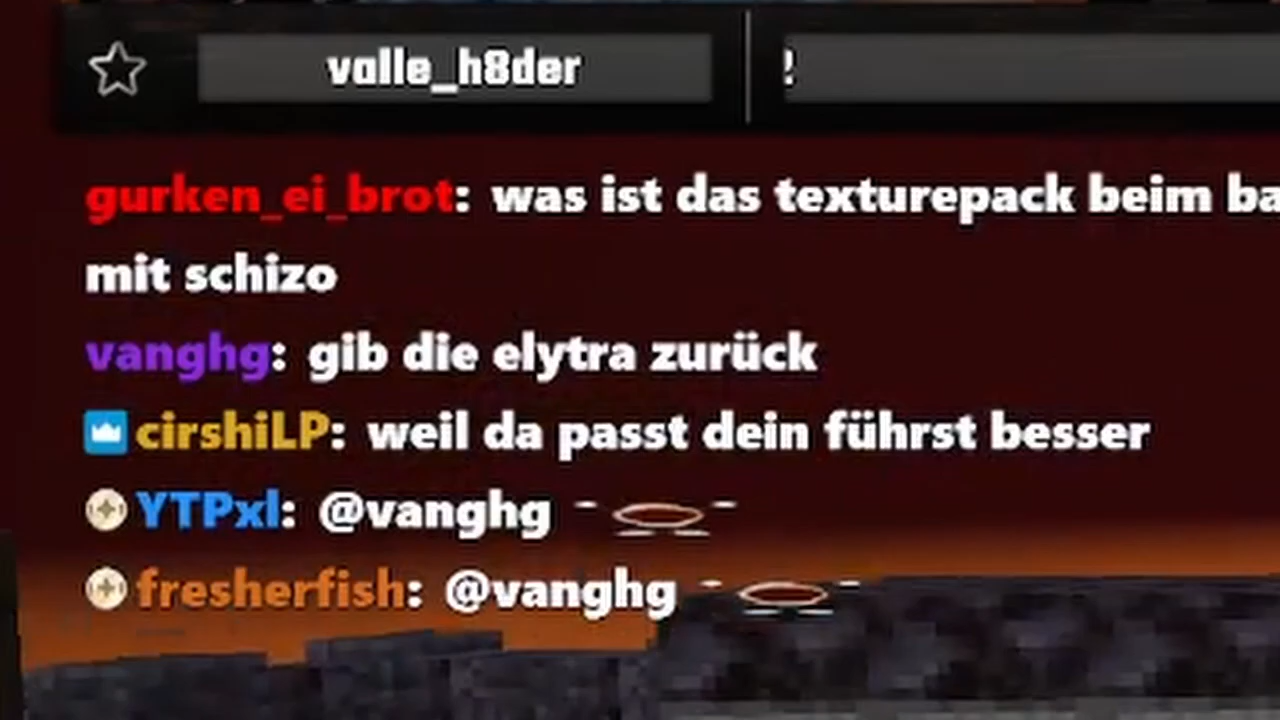 valle_h8der !
gurken_ei_brot: was ist das texturepack beim
mit schizo
vanghg: gib die elytra zurück
cirshiLP: weil da passt dein führst besser
YTPxl: @vanghg
fresherfish: @vanghg